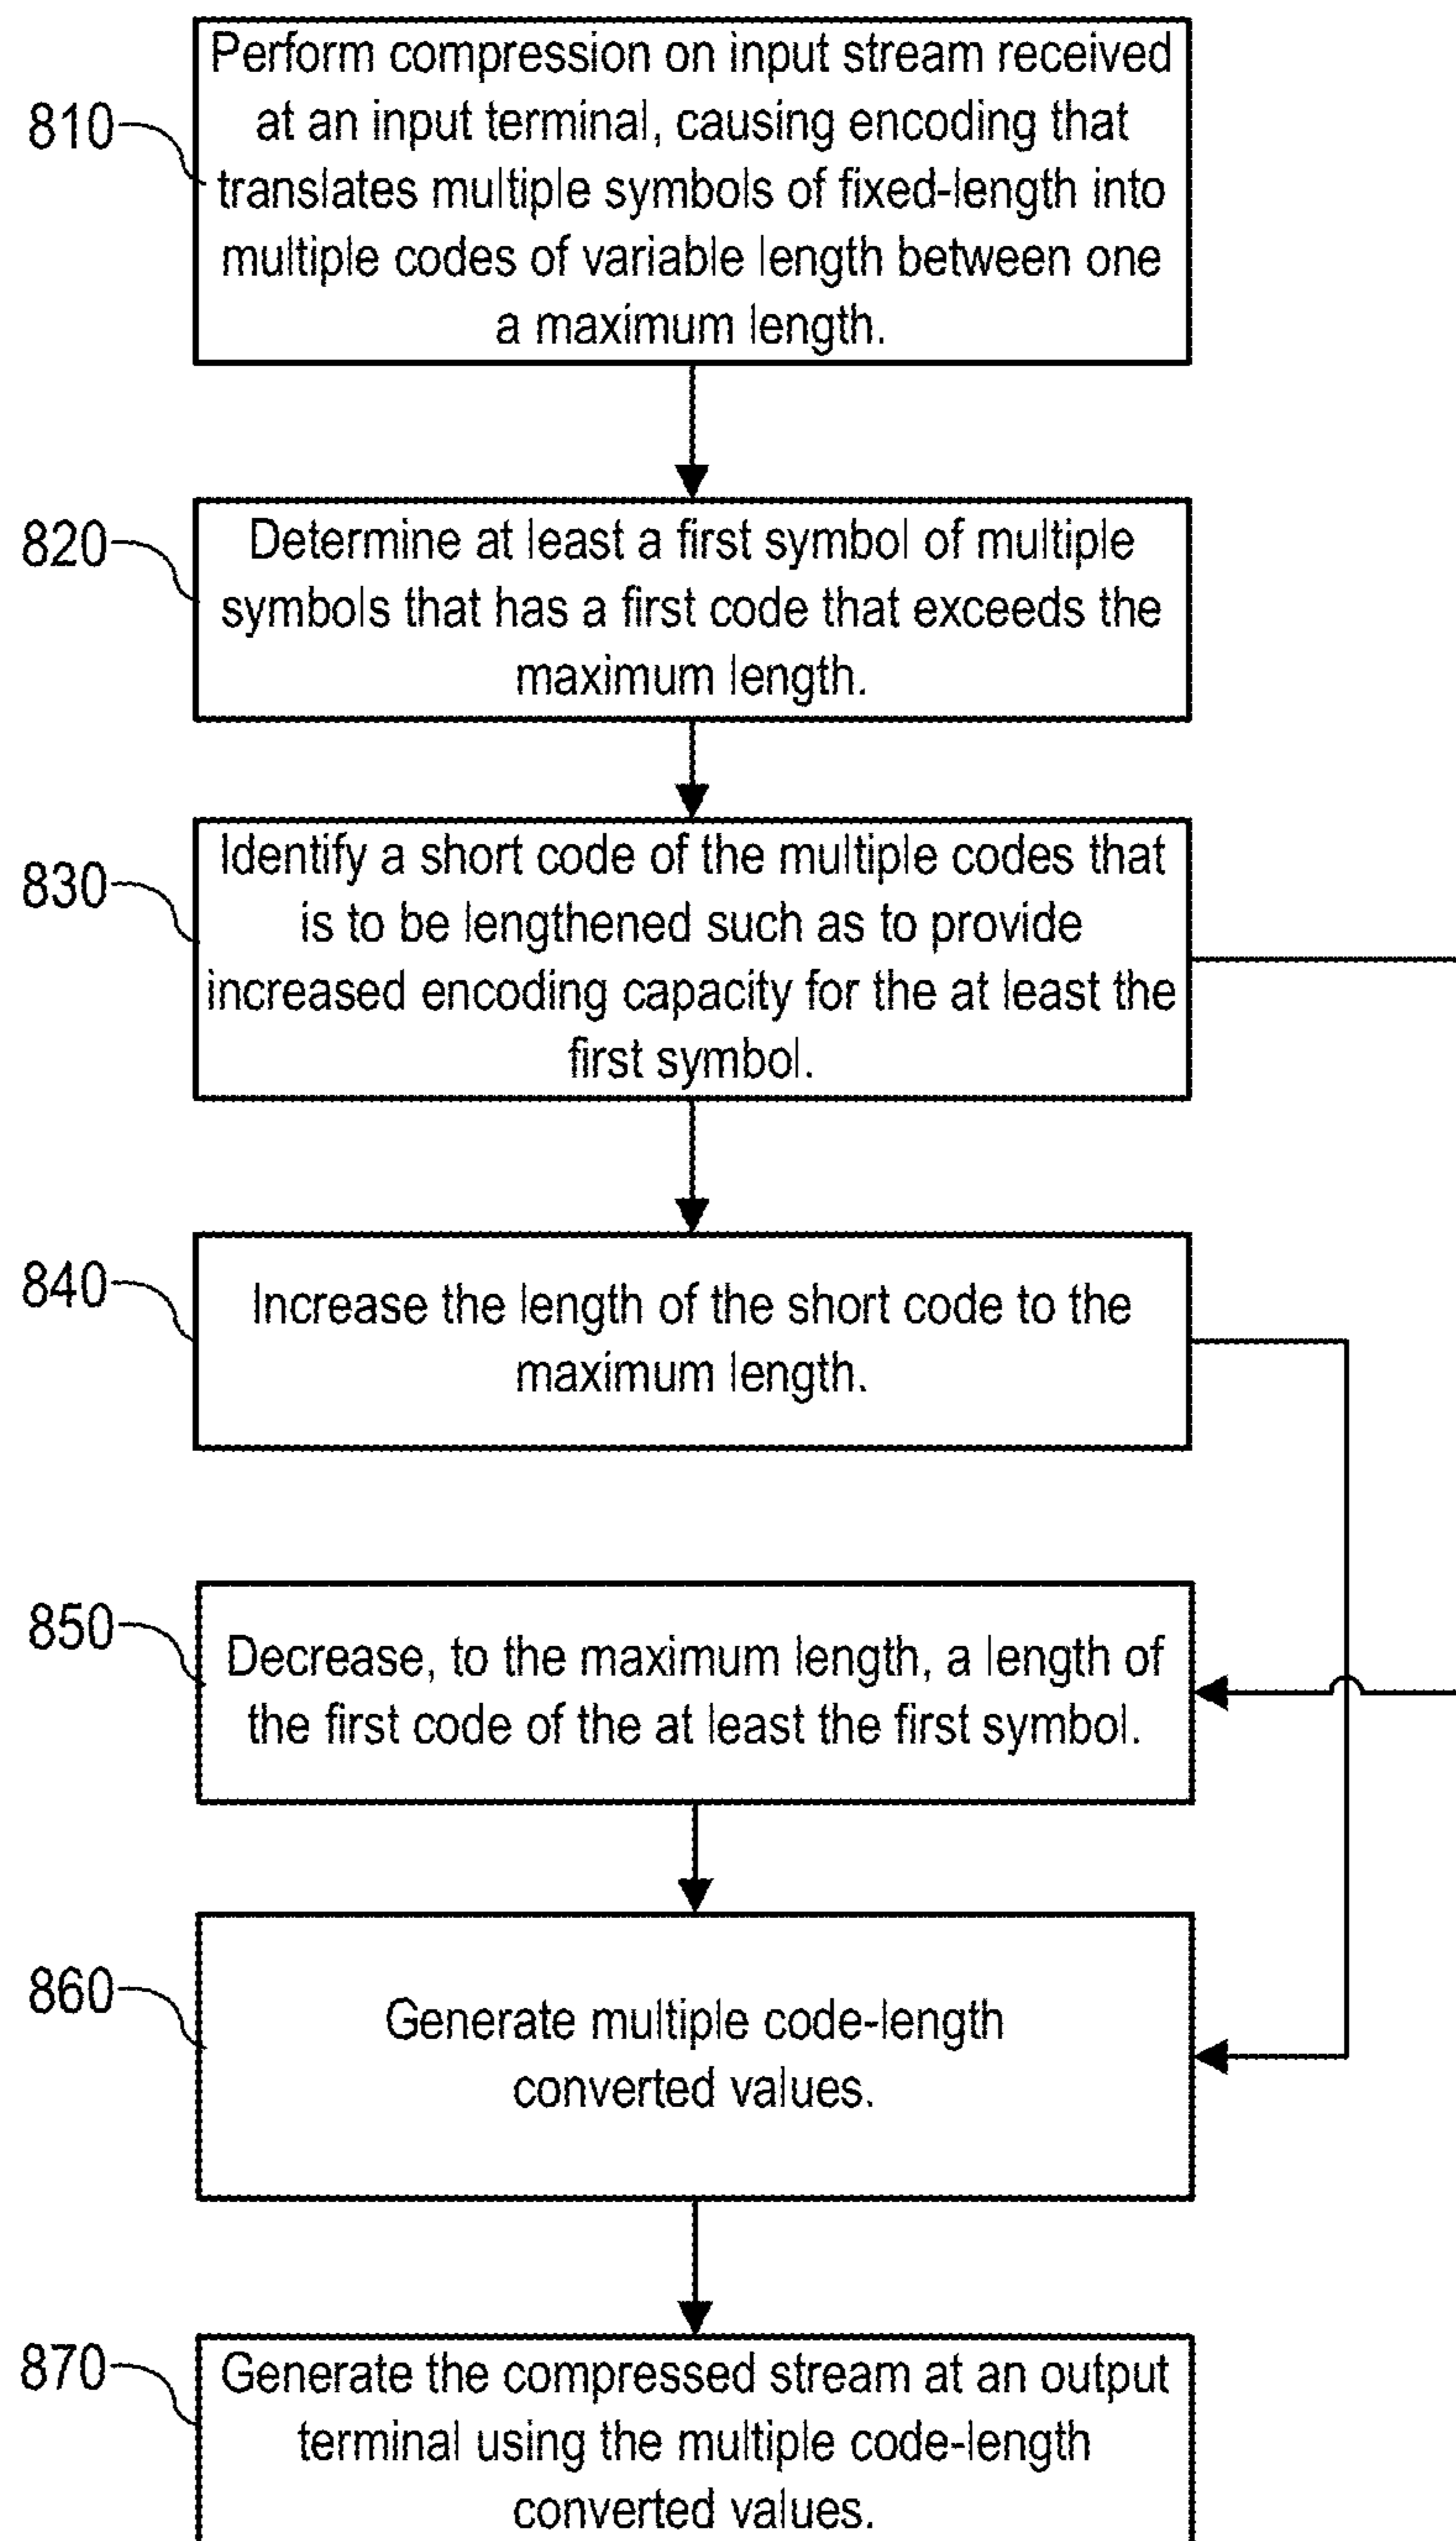 810
Perform compression on input stream received
at an input terminal, causing encoding that
translates multiple symbols of fixed-length into
multiple codes of variable length between one
a maximum length.
820
Determine at least a first symbol of multiple
symbols that has a first code that exceeds the
maximum length.
830
Identify a short code of the multiple codes that
is to be lengthened such as to provide
increased encoding capacity for the at least the
first symbol.
840
Increase the length of the short code to the
maximum length.
850
Decrease, to the maximum length, a length of
the first code of the at least the first symbol.
860
Generate multiple code-length
converted values.
870
Generate the compressed stream at an output
terminal using the multiple code-length
converted values.